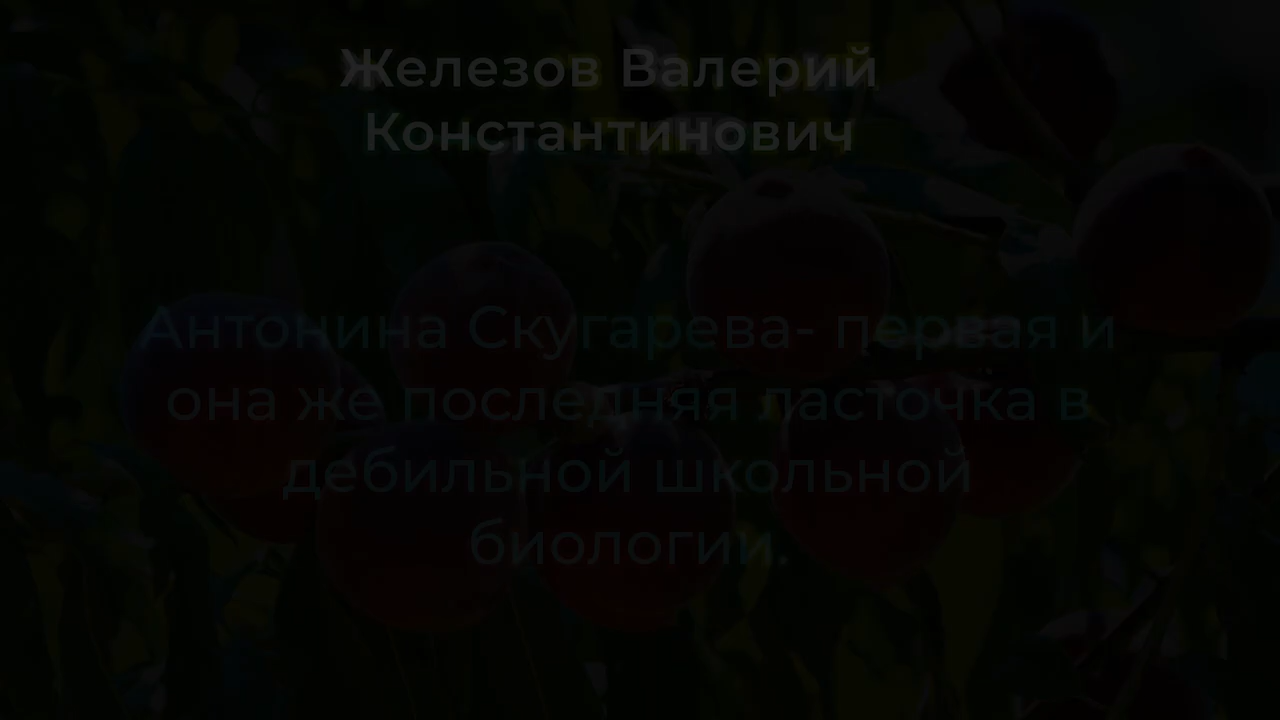 Железов Валерий
Константинович
Антонина Скугарева- первая и
она же последняя ласточка в
дебильной школьной
биологии.